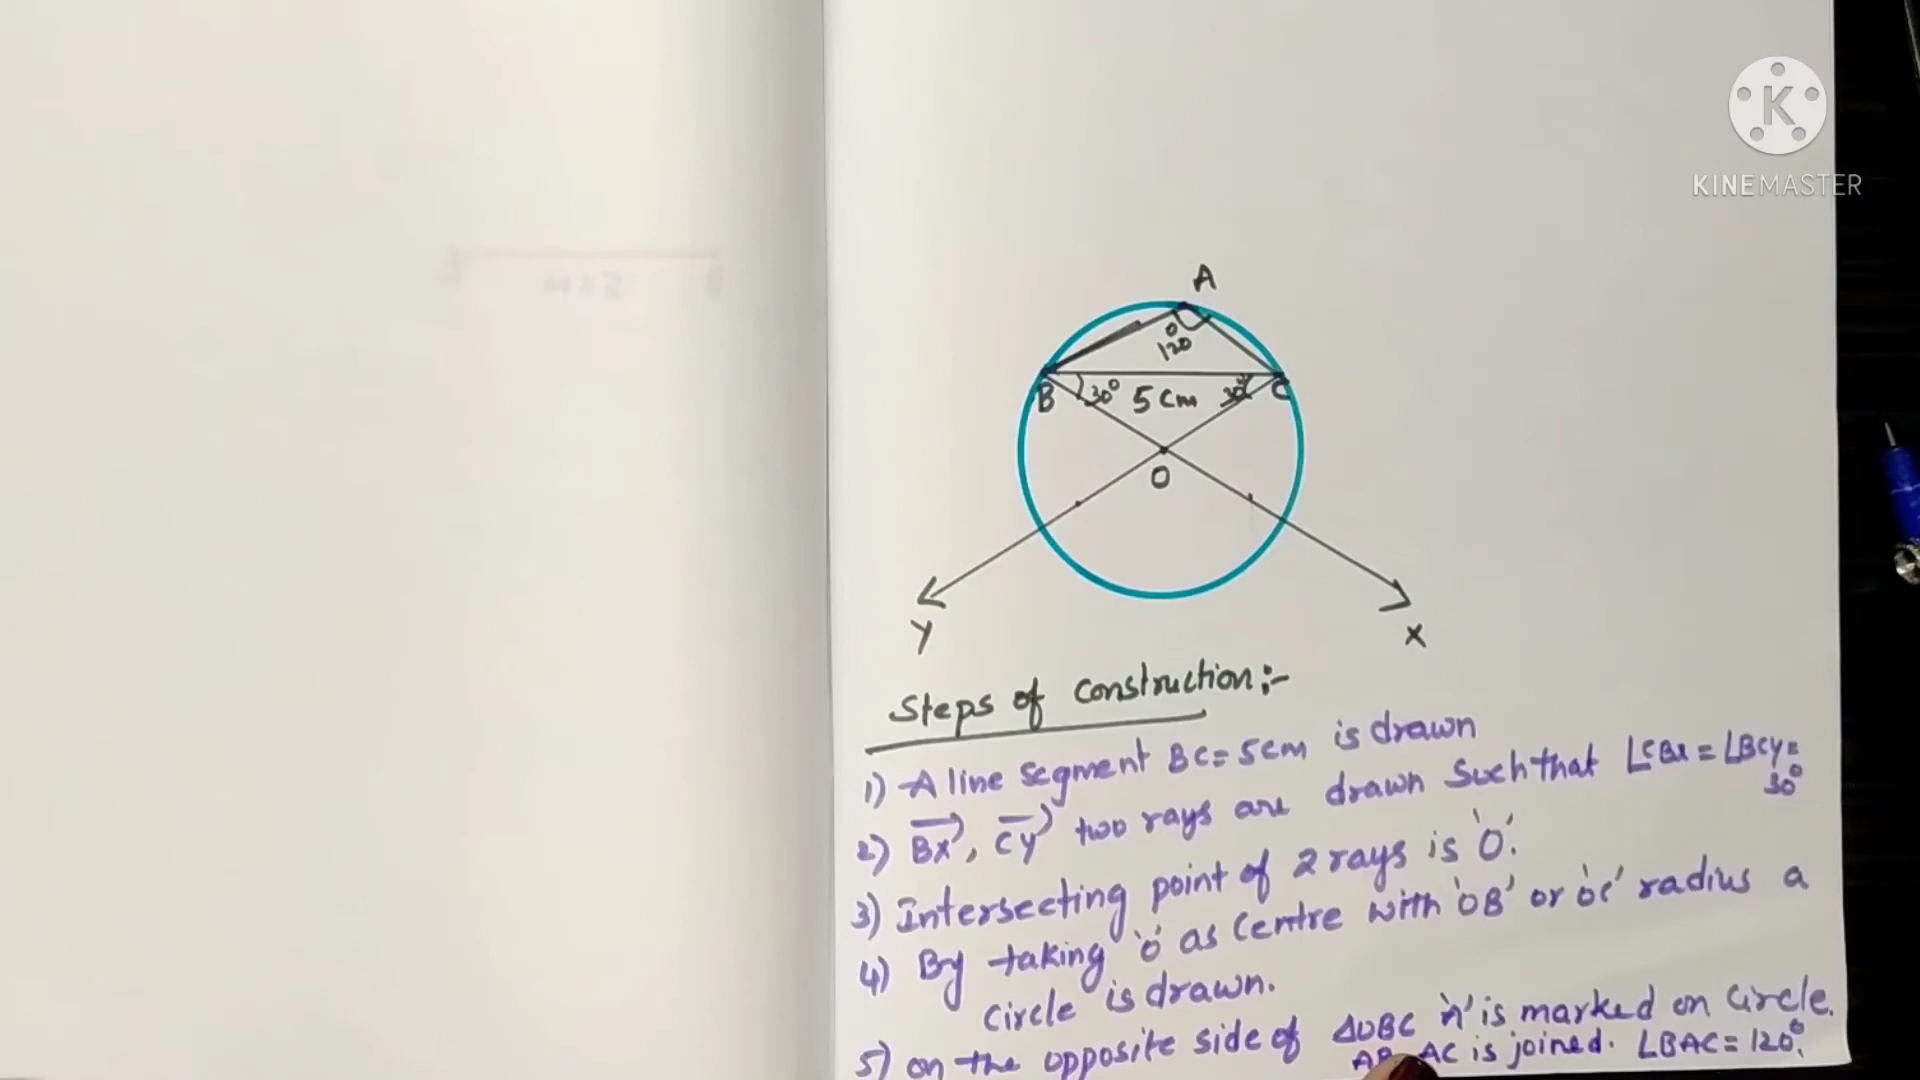 KINEMASTER
A
120°
B 30° 5 cm 30° C
O
Y
X
Steps of Construction:-
1) A line segment BC = 5cm is drawn
2) BX, CY two rays are drawn such that ∠CBx = ∠BCY =
30°
3) Intersecting point of 2 rays is 'O'.
4) By taking 'O' as Centre with 'OB' or 'OC' radius a
circle is drawn.
5) on the opposite side of ΔOBC 'A' is marked on circle.
AC is joined. ∠BAC = 120°.